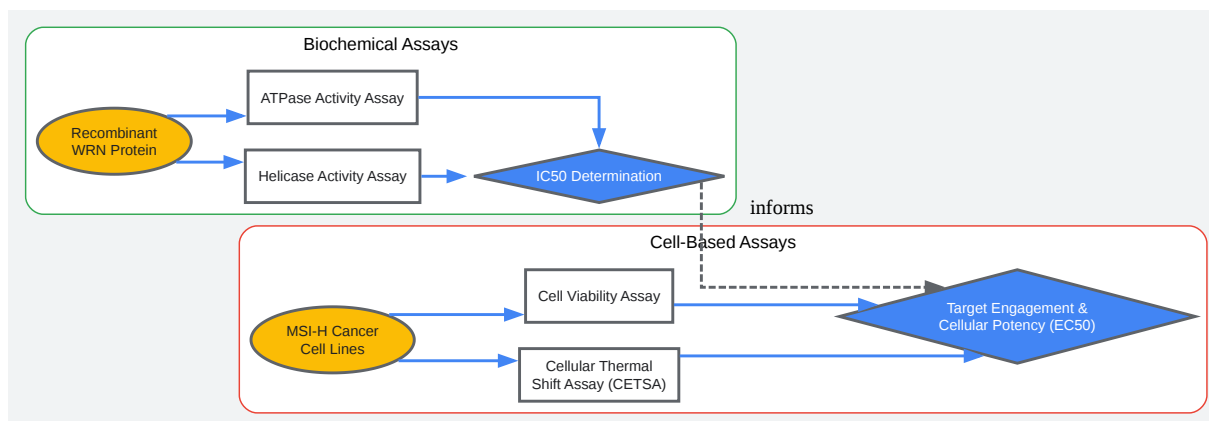 Biochemical Assays
ATPase Activity Assay
Recombinant
WRN Protein
Helicase Activity Assay
IC50 Determination
informs
Cell-Based Assays
Cell Viability Assay
MSI-H Cancer
Cell Lines
Target Engagement &
Cellular Potency (EC50)
Cellular Thermal
Shift Assay (CETSA)